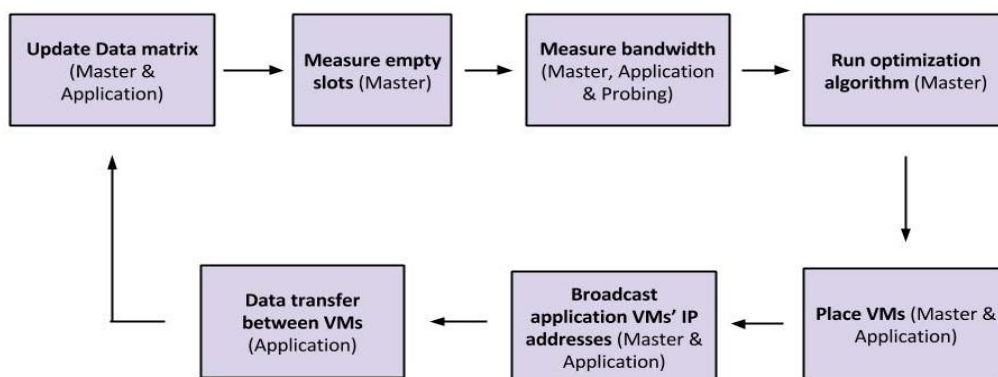 Update Data matrix
(Master &
Application)
Measure empty
slots (Master)
Measure bandwidth
(Master, Application
& Probing)
Run optimization
algorithm (Master)
Place VMs (Master &
Application)
Broadcast
application VMs' IP
addresses (Master &
Application)
Data transfer
between VMs
(Application)